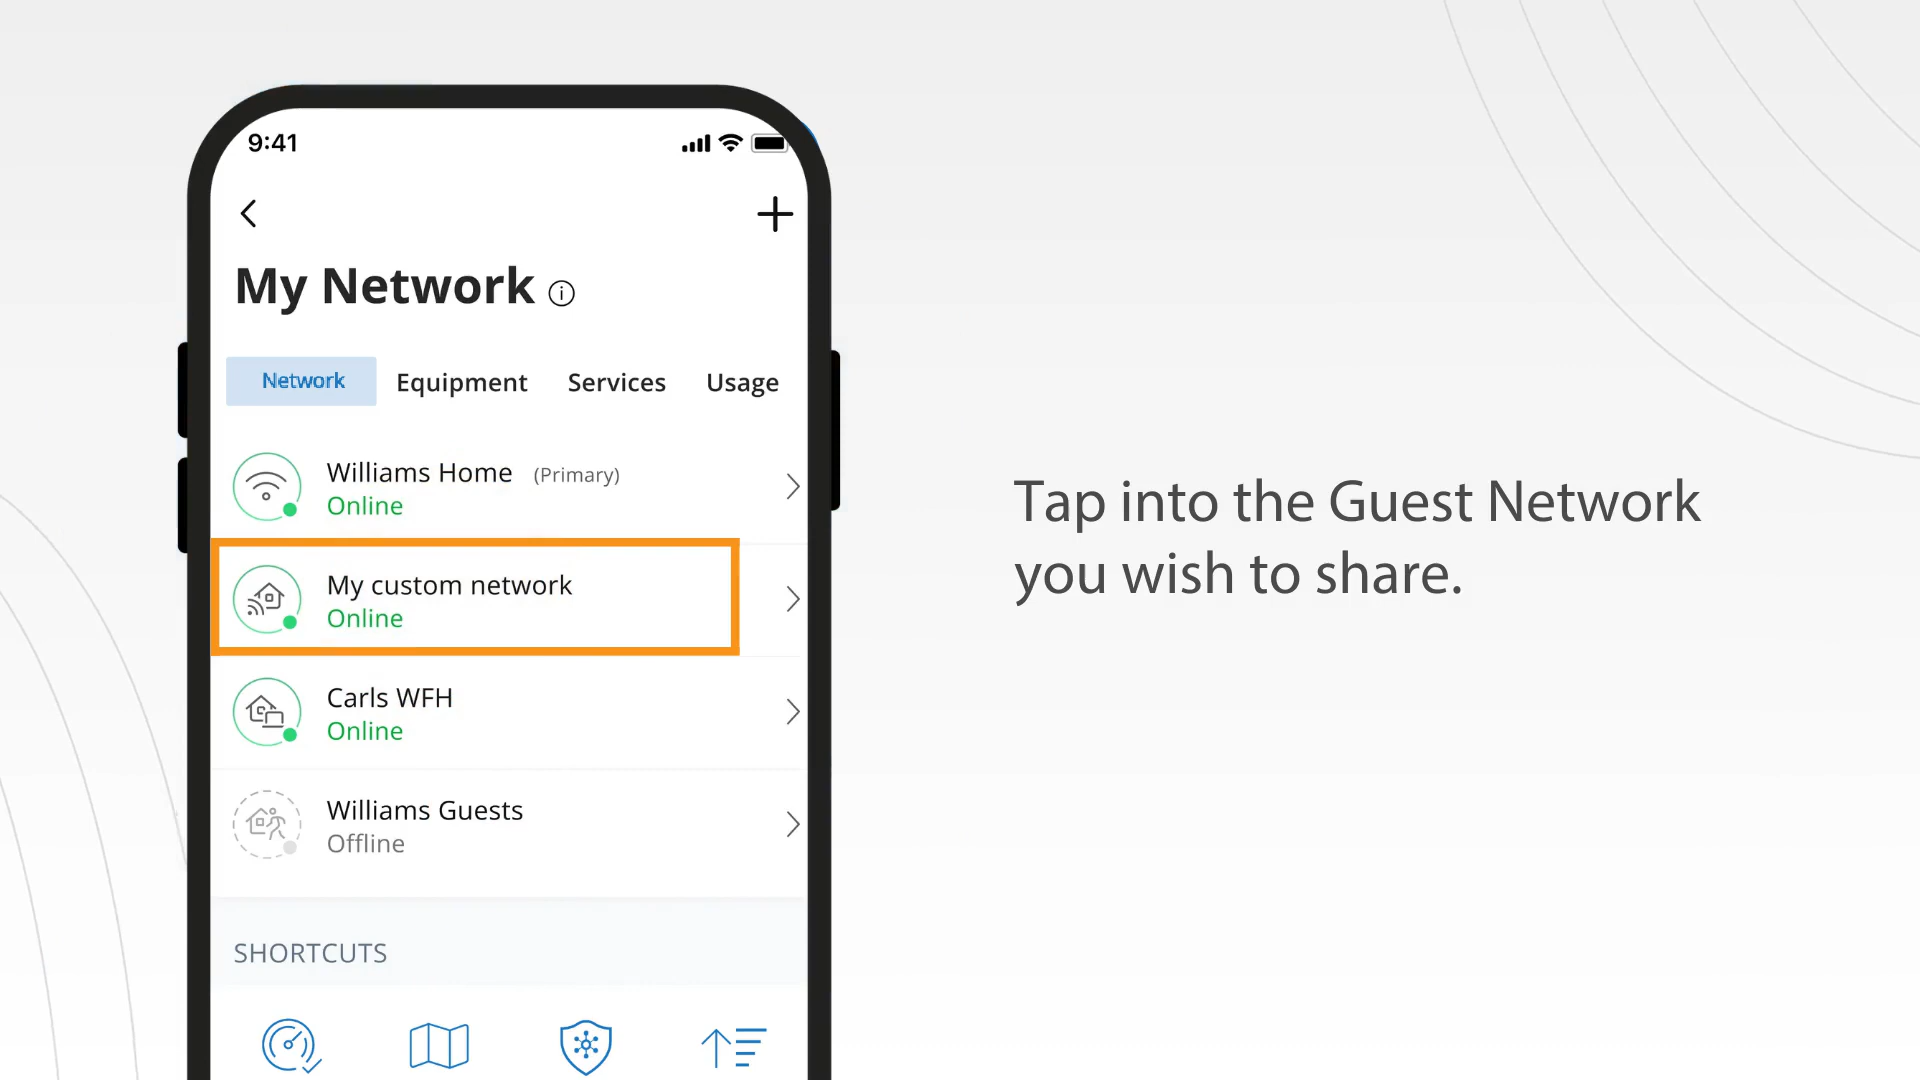 9:41
My Network
Network Equipment Services Usage
Williams Home (Primary)
Online
My custom network
Online
Carls WFH
Online
Williams Guests
Offline
SHORTCUTS
Tap into the Guest Network
you wish to share.